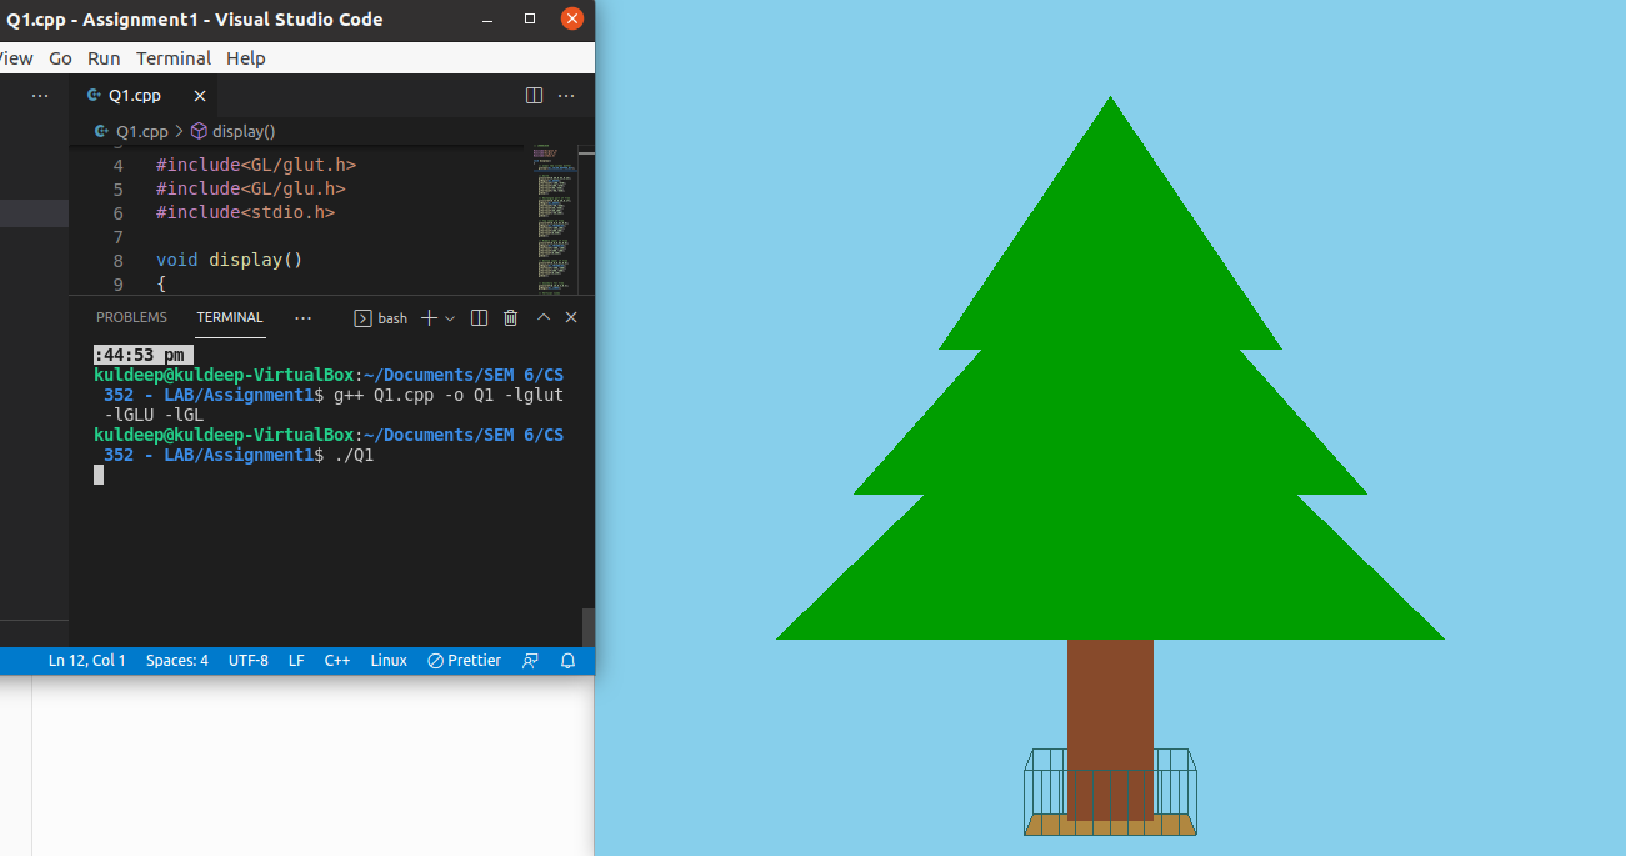 Q1.cpp - Assignment1 - Visual Studio Code
View Go Run Terminal Help
Q1.cpp
Q1.cpp > display()
4 #include<GL/glut.h>
5 #include<GL/glu.h>
6 #include<stdio.h>
7
8 void display()
9 {
PROBLEMS TERMINAL ... bash
:44:53 pm
kuldeep@kuldeep-VirtualBox:~/Documents/SEM 6/CS
352 - LAB/Assignment1$ g++ Q1.cpp -o Q1 -lglut
-lGLU -lGL
kuldeep@kuldeep-VirtualBox:~/Documents/SEM 6/CS
352 - LAB/Assignment1$ ./Q1
Ln 12, Col 1 Spaces: 4 UTF-8 LF C++ Linux Prettier